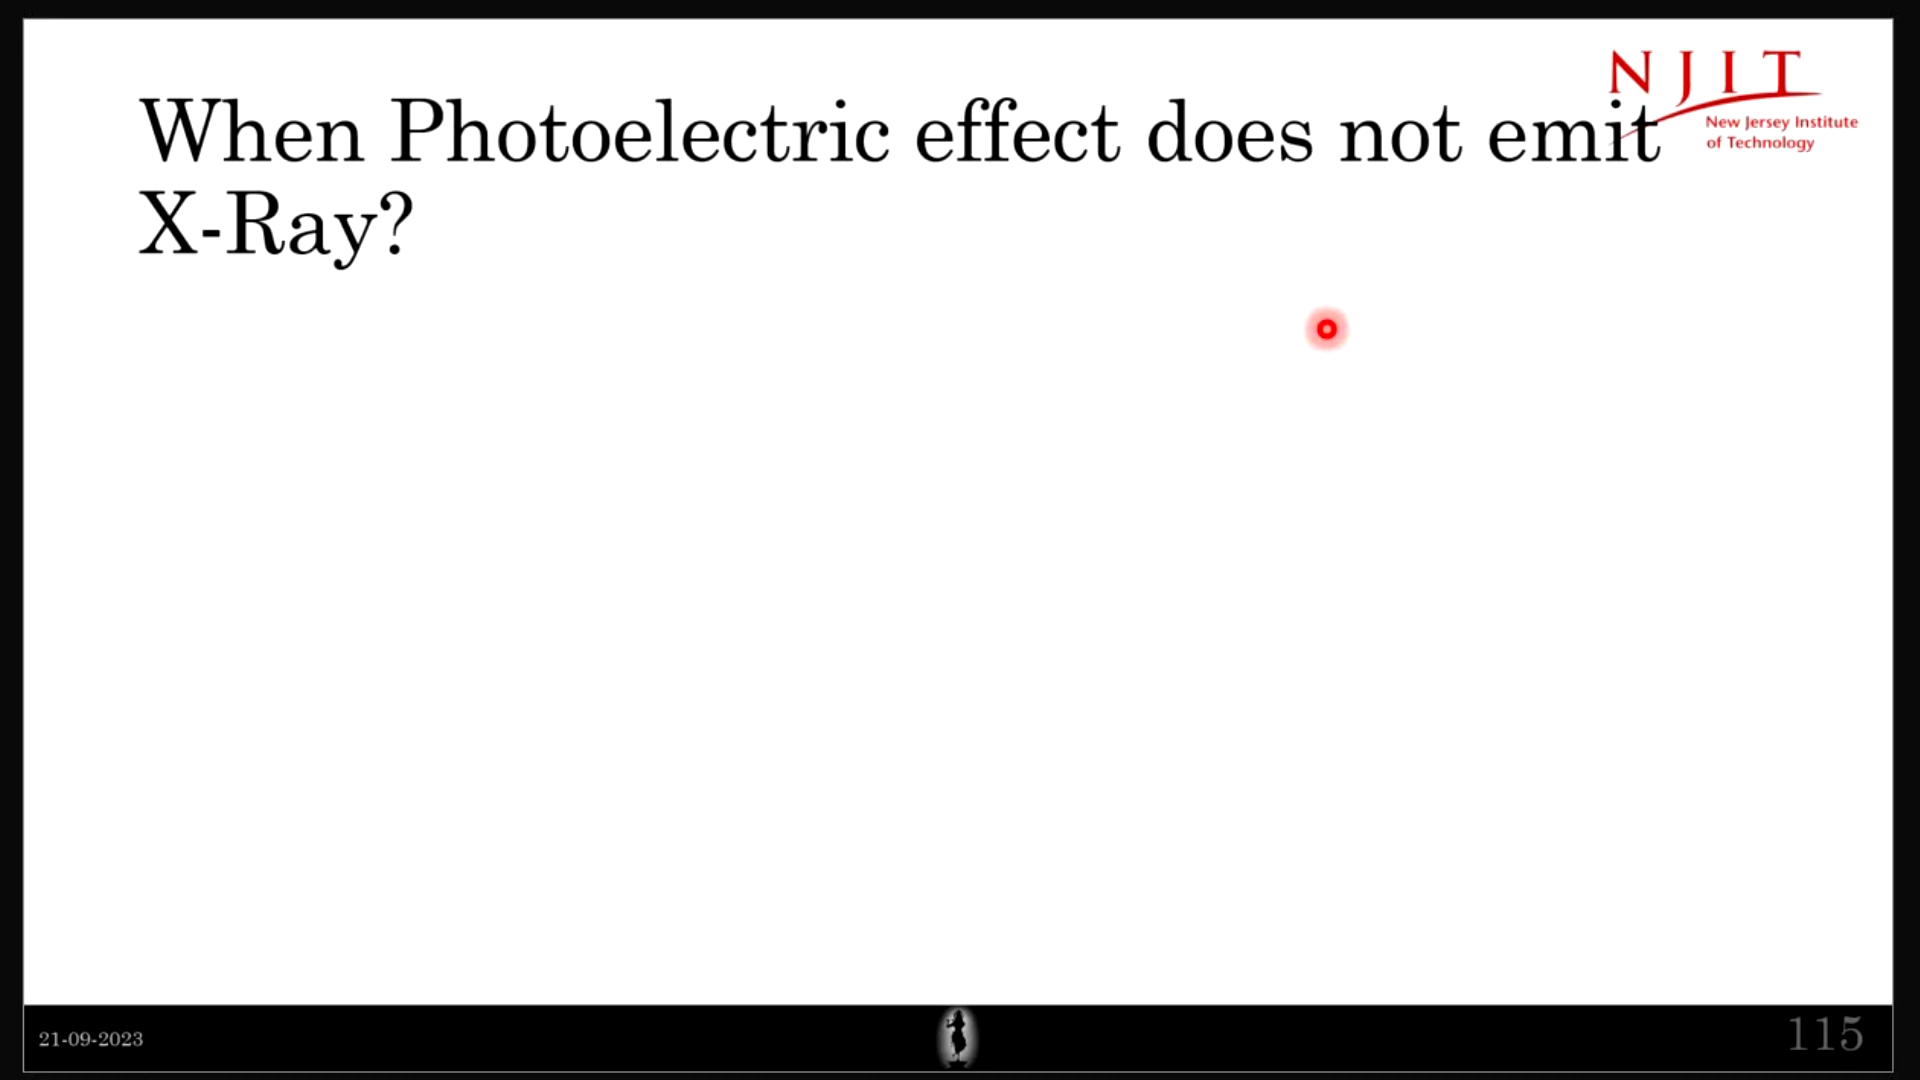 NJIT
New Jersey Institute
of Technology
When Photoelectric effect does not emit
X-Ray?
21-09-2023
115